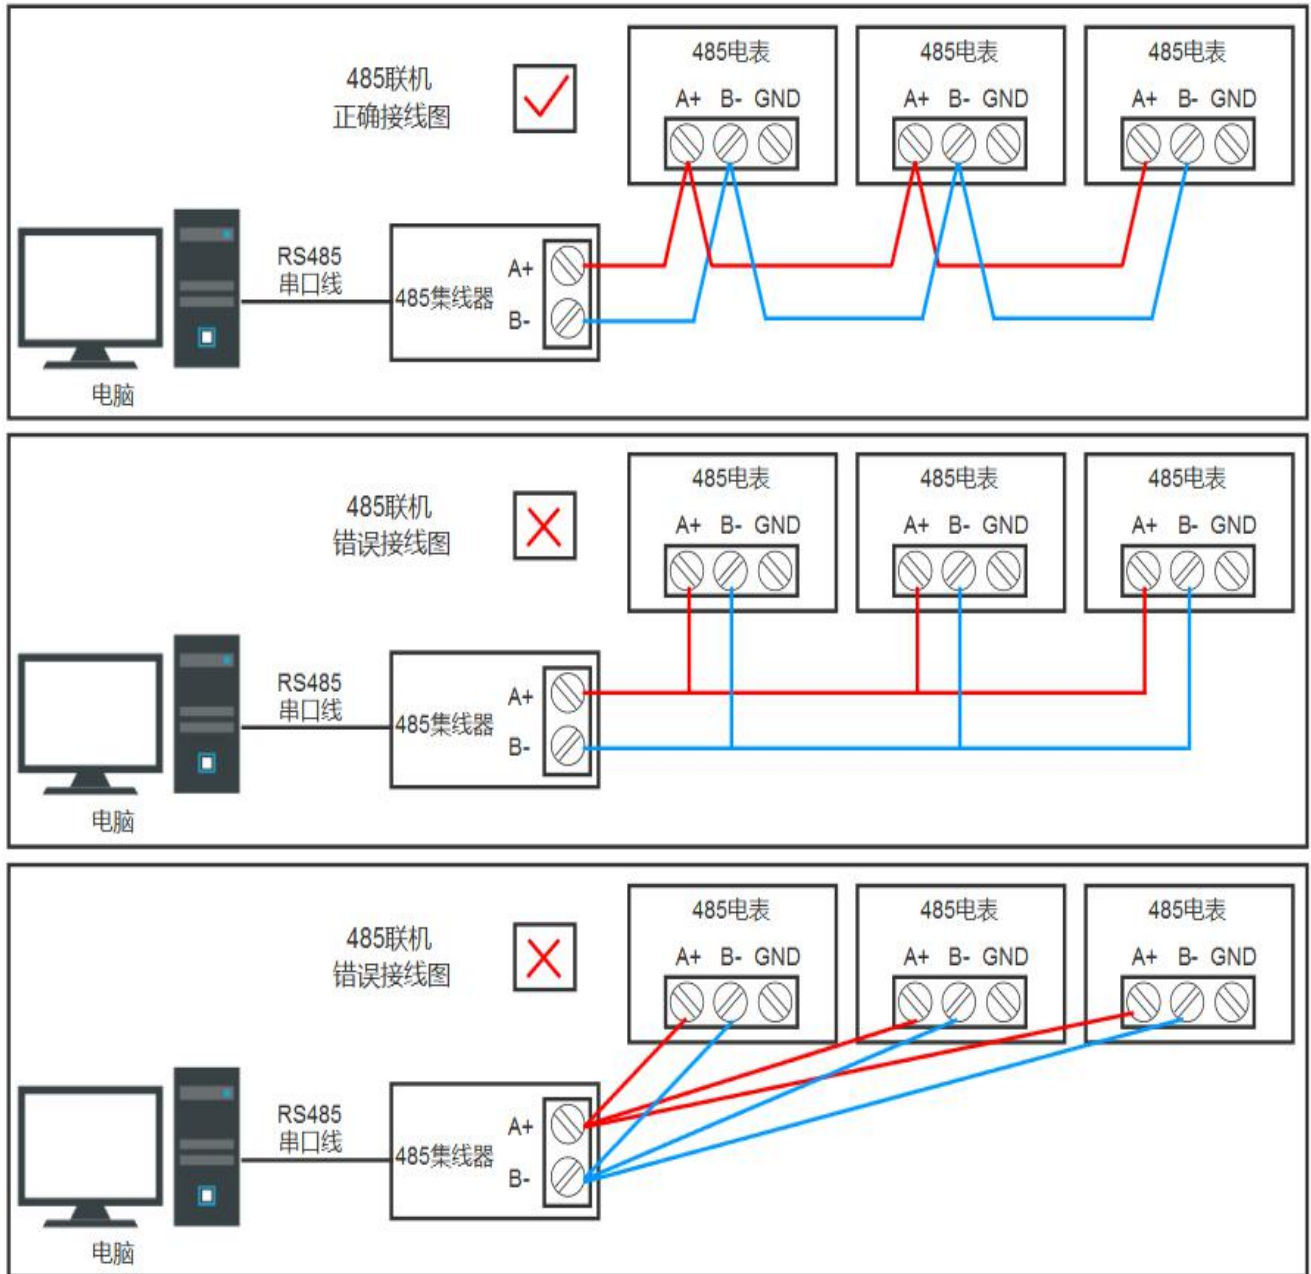 485联机
正确接线图
485电表
A+ B- GND
485电表
A+ B- GND
485电表
A+ B- GND
RS485
串口线
485集线器
A+
B-
电脑
485联机
错误接线图
485电表
A+ B- GND
485电表
A+ B- GND
485电表
A+ B- GND
RS485
串口线
485集线器
A+
B-
电脑
485联机
错误接线图
485电表
A+ B- GND
485电表
A+ B- GND
485电表
A+ B- GND
RS485
串口线
485集线器
A+
B-
电脑